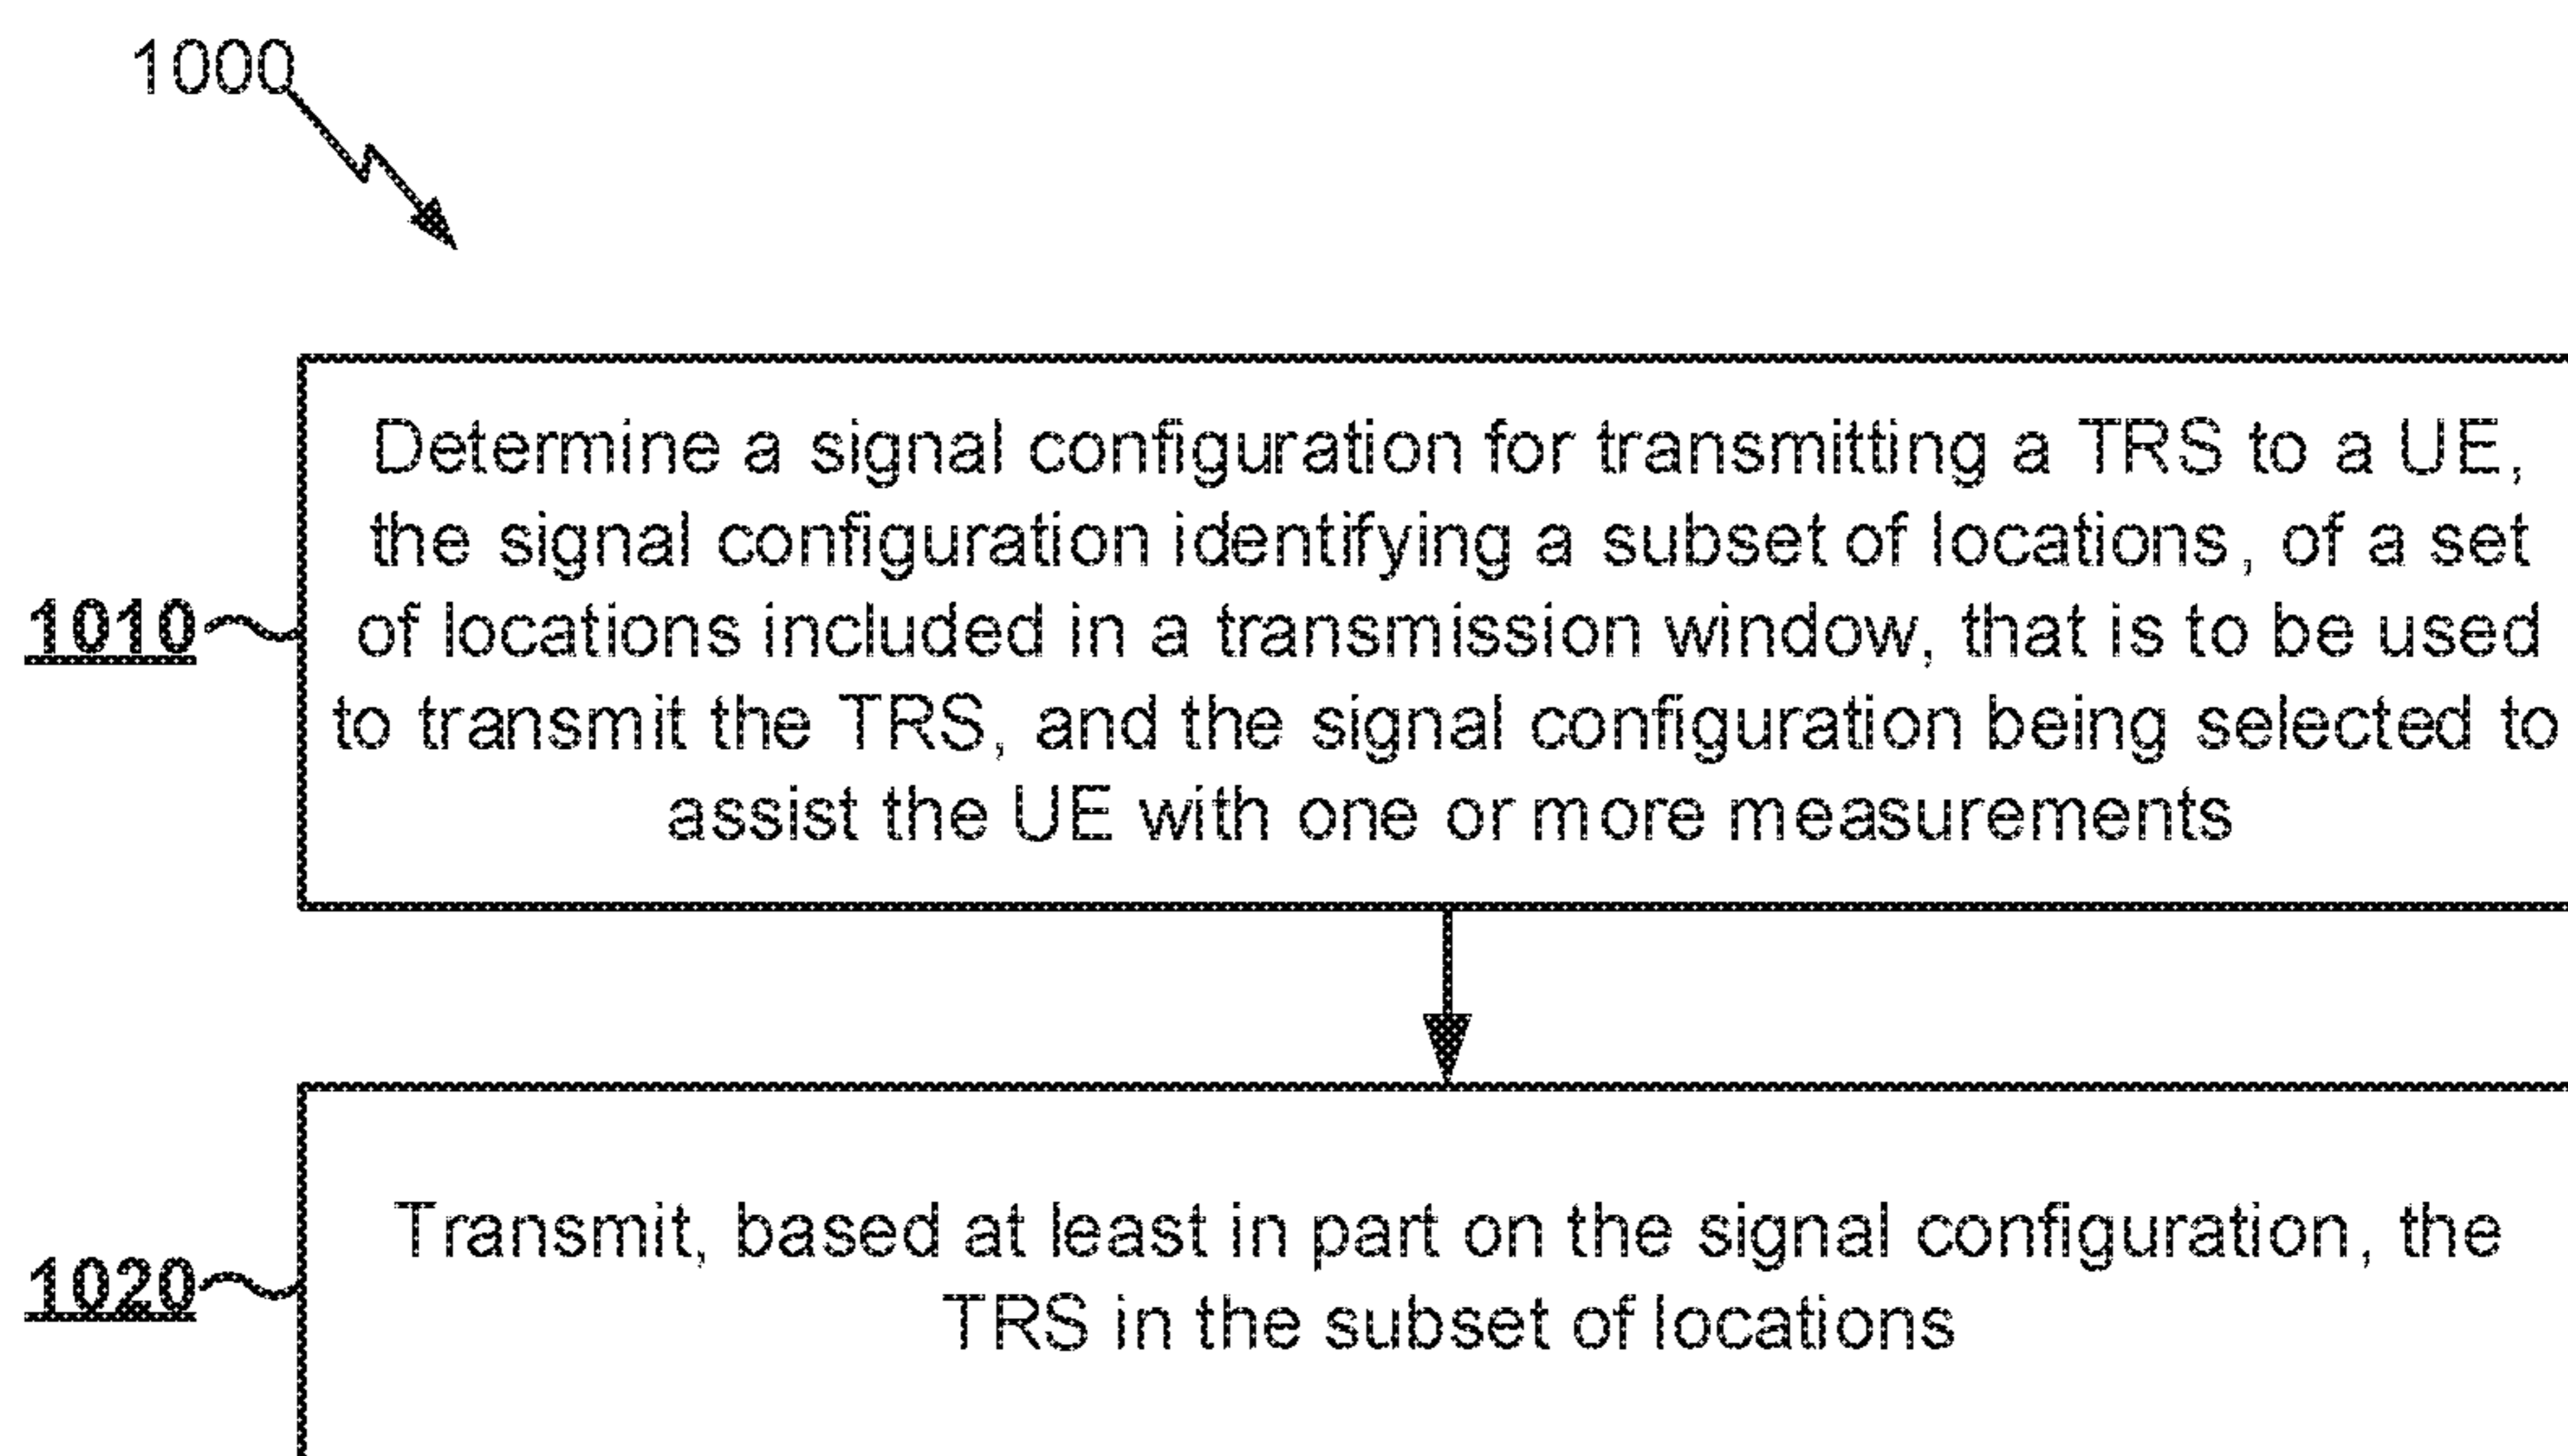 1000
Determine a signal configuration for transmitting a TRS to a UE,
the signal configuration identifying a subset of locations, of a set
1010
of locations included in a transmission window, that is to be used
to transmit the TRS, and the signal configuration being selected to
assist the UE with one or more measurements
Transmit, based at least in part on the signal configuration, the
1020
TRS in the subset of locations